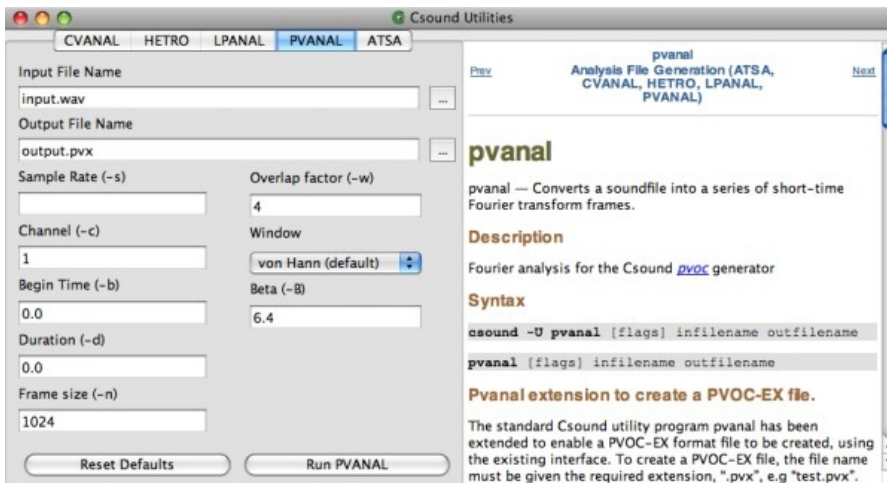 Csound Utilities
CVANAL HETRO LPANAL PVANAL ATSA
Input File Name
input.wav
...
Output File Name
output.pvx
...
Sample Rate (-s)
Overlap factor (-w)
4
Channel (-c)
Window
1
von Hann (default)
Begin Time (-b)
Beta (-B)
0.0
6.4
Duration (-d)
0.0
Frame size (-n)
1024
Reset Defaults
Run PVANAL
pvanal
Prev
Analysis File Generation (ATSA,
Next
CVANAL, HETRO, LPANAL,
PVANAL)
pvanal
pvanal — Converts a soundfile into a series of short-time
Fourier transform frames.
Description
Fourier analysis for the Csound pvoc generator
Syntax
csound -U pvanal [flags] infilename outfilename
pvanal [flags] infilename outfilename
Pvanal extension to create a PVOC-EX file.
The standard Csound utility program pvanal has been
extended to enable a PVOC-EX format file to be created, using
the existing interface. To create a PVOC-EX file, the file name
must be given the required extension, ".pvx", e.g "test.pvx".